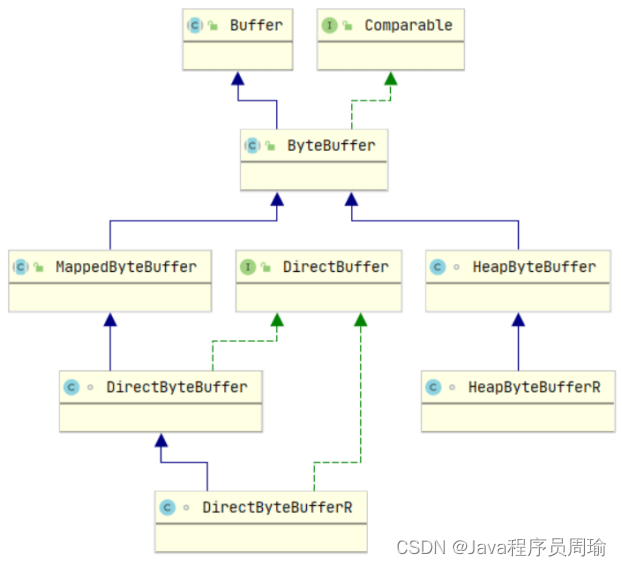 Buffer
Comparable
ByteBuffer
MappedByteBuffer
DirectBuffer
HeapByteBuffer
DirectByteBuffer
HeapByteBufferR
DirectByteBufferR
CSDN @Java程序员周瑜